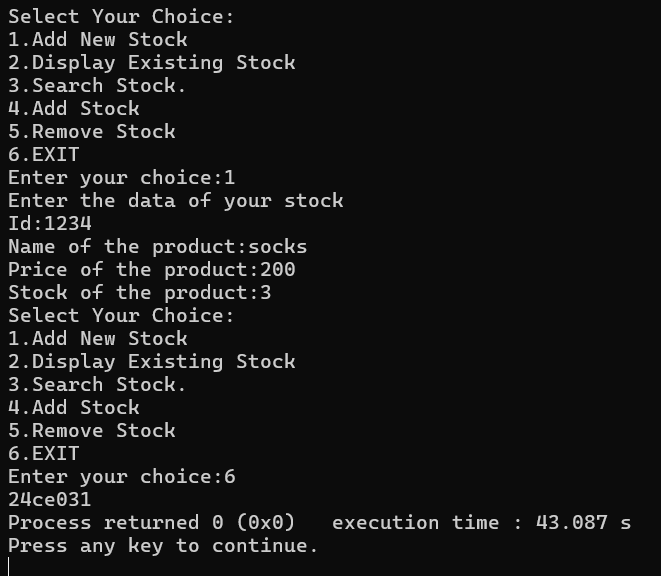 Select Your Choice:
1.Add New Stock
2.Display Existing Stock
3.Search Stock.
4.Add Stock
5.Remove Stock
6.EXIT
Enter your choice:1
Enter the data of your stock
Id:1234
Name of the product:socks
Price of the product:200
Stock of the product:3
Select Your Choice:
1.Add New Stock
2.Display Existing Stock
3.Search Stock.
4.Add Stock
5.Remove Stock
6.EXIT
Enter your choice:6
24ce031
Process returned 0 (0x0)   execution time : 43.087 s
Press any key to continue.